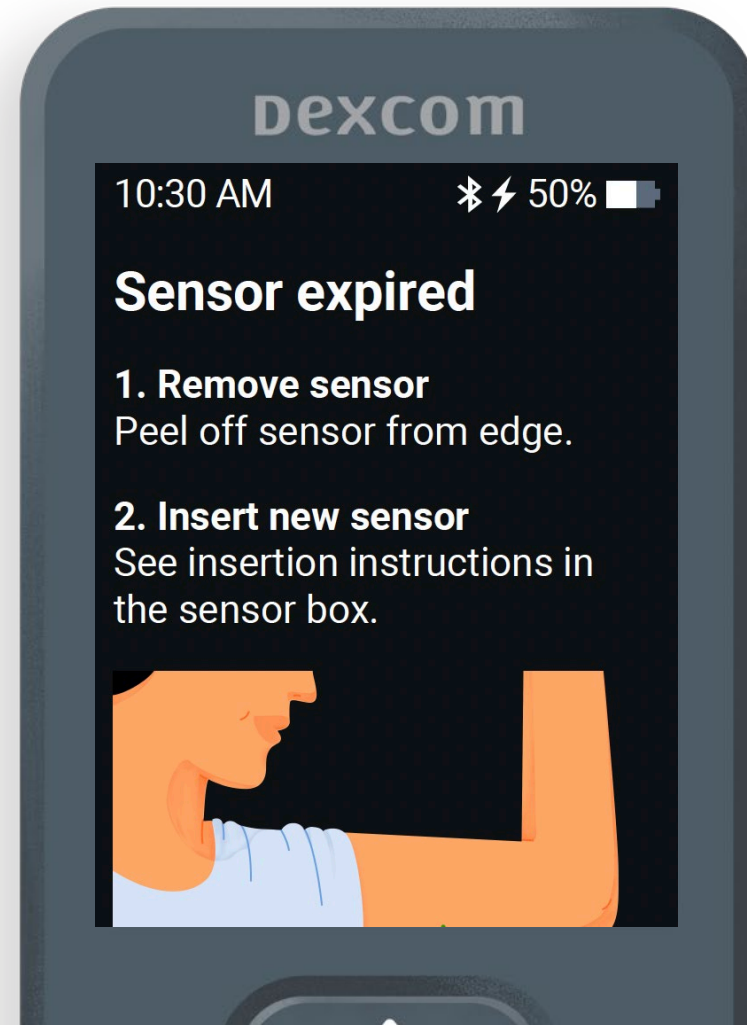 Dexcom
10:30 AM 50%
Sensor expired
1. Remove sensor
Peel off sensor from edge.
2. Insert new sensor
See insertion instructions in
the sensor box.